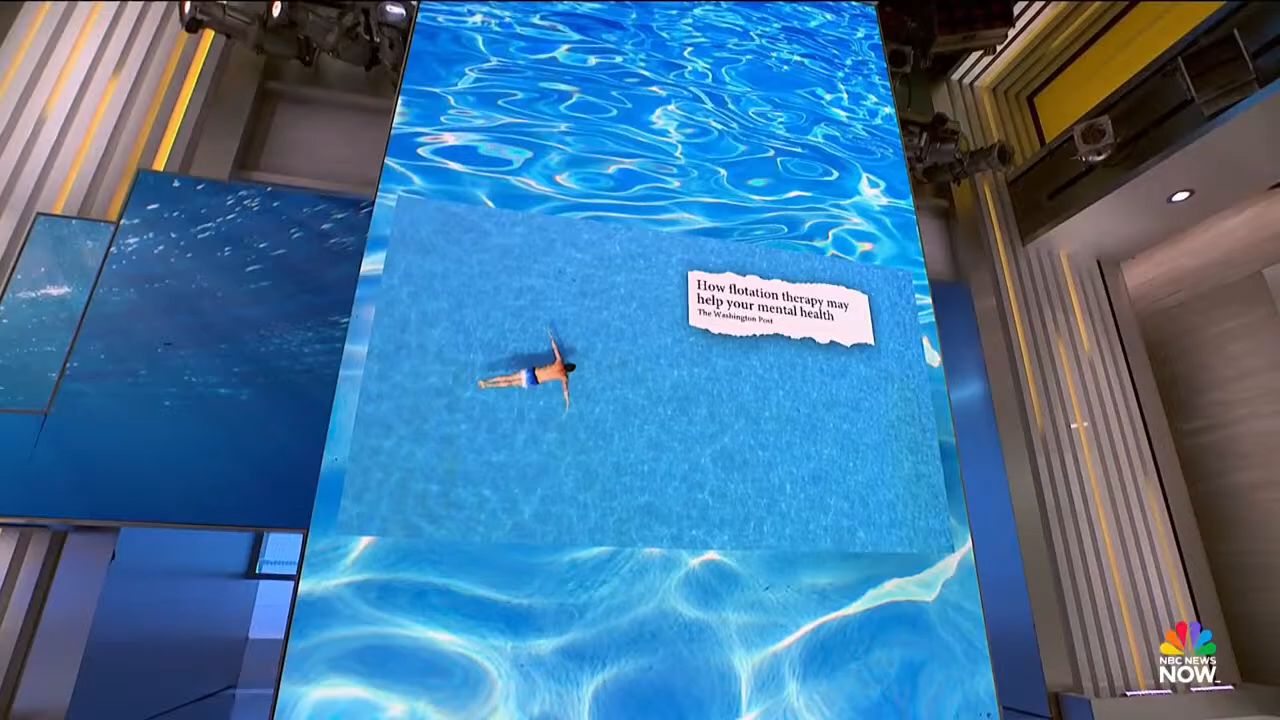 How flotation therapy may
help your mental health
The Washington Post
NBC NEWS
NOW